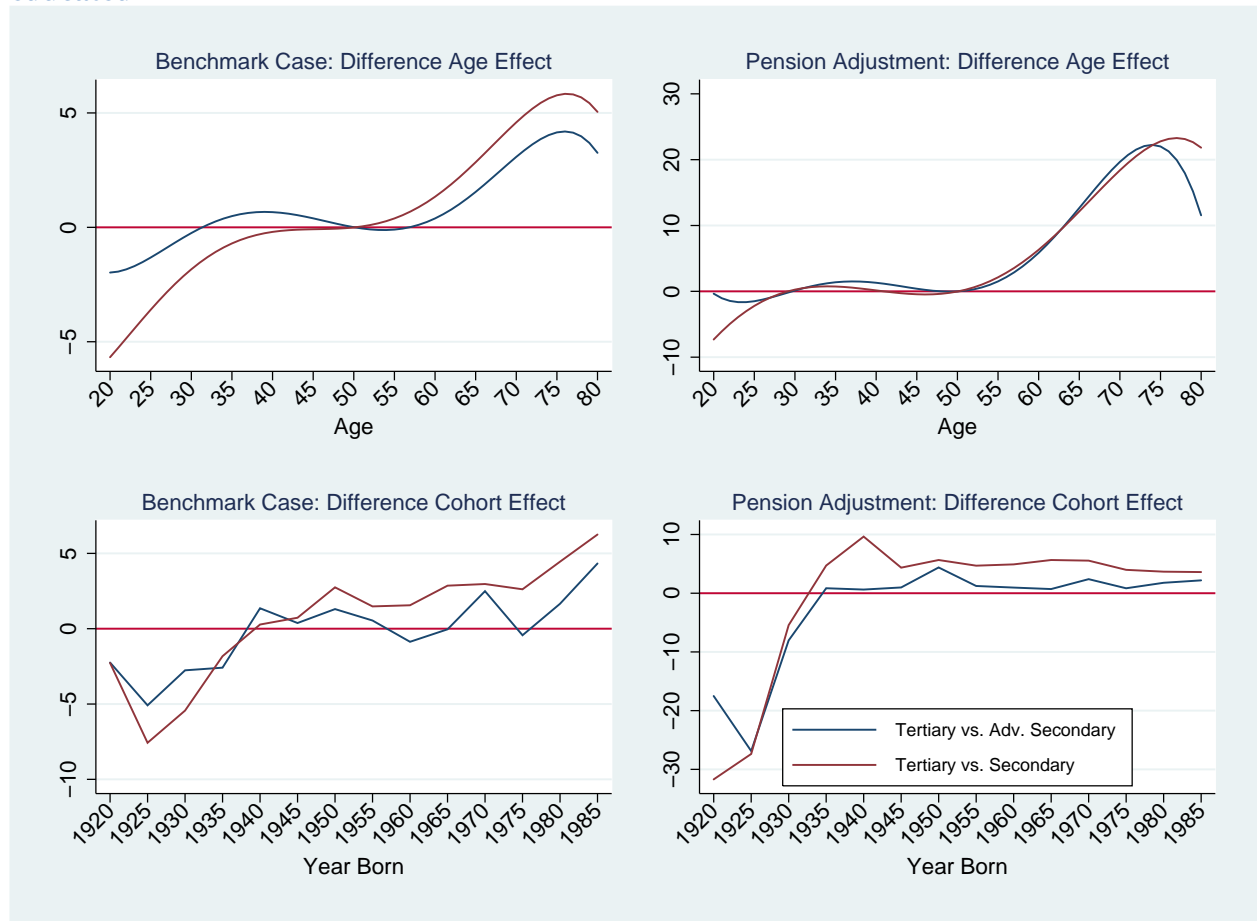 Benchmark Case: Difference Age Effect
5
0
−5
20 25 30 35 40 45 50 55 60 65 70 75 80
Age
Pension Adjustment: Difference Age Effect
30
20
10
0
−10
20 25 30 35 40 45 50 55 60 65 70 75 80
Age
Benchmark Case: Difference Cohort Effect
5
0
−5
−10
1920 1925 1930 1935 1940 1945 1950 1955 1960 1965 1970 1975 1980 1985
Year Born
Pension Adjustment: Difference Cohort Effect
10
0
−10
−20
−30
Tertiary vs. Adv. Secondary
Tertiary vs. Secondary
1920 1925 1930 1935 1940 1945 1950 1955 1960 1965 1970 1975 1980 1985
Year Born